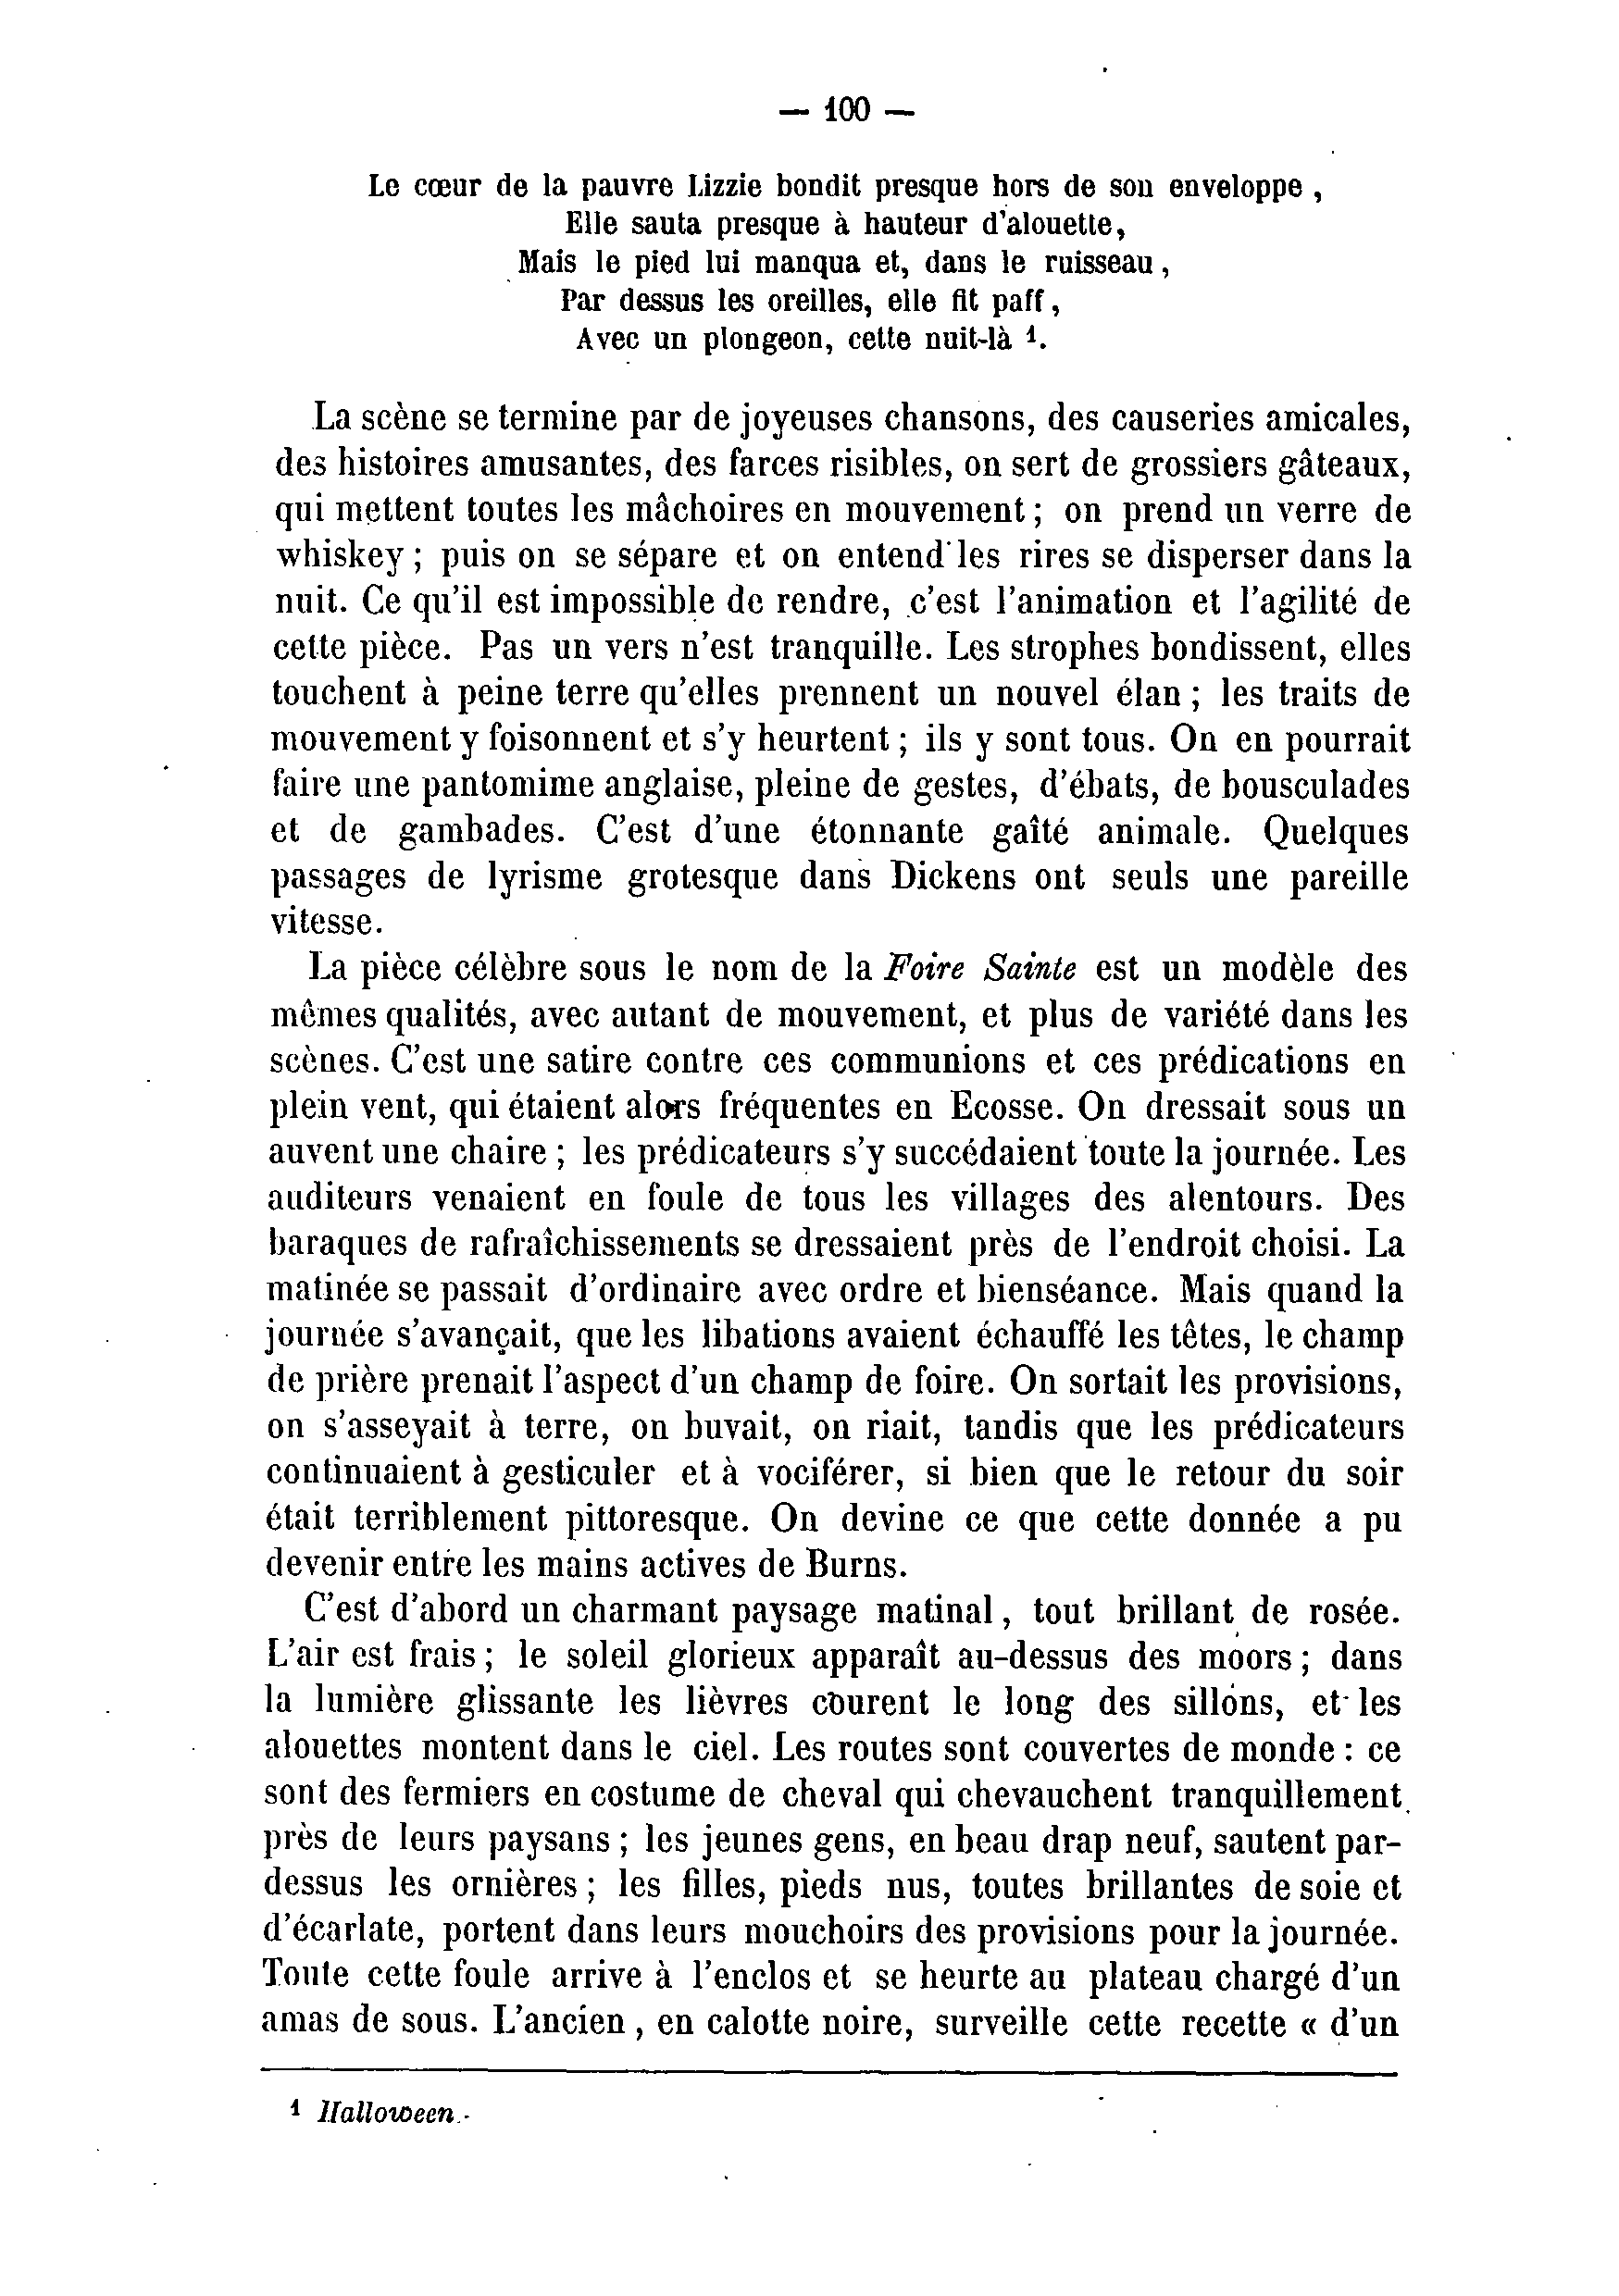 — 100 —
Le cœur de la pauvre Lizzie bondit presque hors de son enveloppe,
Elle sauta presque à hauteur d'alouette,
Mais le pied lui manqua et, dans le ruisseau,
Par dessus les oreilles, elle fit paff,
Avec un plongeon, cette nuit-là 1.
La scène se termine par de joyeuses chansons, des causeries amicales,
des histoires amusantes, des farces risibles, on sert de grossiers gâteaux,
qui mettent toutes les mâchoires en mouvement ; on prend un verre de
whiskey ; puis on se sépare et on entend les rires se disperser dans la
nuit. Ce qu'il est impossible de rendre, c'est l'animation et l'agilité de
cette pièce. Pas un vers n'est tranquille. Les strophes bondissent, elles
touchent à peine terre qu'elles prennent un nouvel élan ; les traits de
mouvement y foisonnent et s'y heurtent ; ils y sont tous. On en pourrait
faire une pantomime anglaise, pleine de gestes, d'ébats, de bousculades
et de gambades. C'est d'une étonnante gaîté animale. Quelques
passages de lyrisme grotesque dans Dickens ont seuls une pareille
vitesse.
La pièce célèbre sous le nom de la Foire Sainte est un modèle des
mêmes qualités, avec autant de mouvement, et plus de variété dans les
scènes. C'est une satire contre ces communions et ces prédications en
plein vent, qui étaient alors fréquentes en Ecosse. On dressait sous un
auvent une chaire ; les prédicateurs s'y succédaient toute la journée. Les
auditeurs venaient en foule de tous les villages des alentours. Des
baraques de rafraîchissements se dressaient près de l'endroit choisi. La
matinée se passait d'ordinaire avec ordre et bienséance. Mais quand la
journée s'avançait, que les libations avaient échauffé les têtes, le champ
de prière prenait l'aspect d'un champ de foire. On sortait les provisions,
on s'asseyait à terre, on buvait, on riait, tandis que les prédicateurs
continuaient à gesticuler et à vociférer, si bien que le retour du soir
était terriblement pittoresque. On devine ce que cette donnée a pu
devenir entre les mains actives de Burns.
C'est d'abord un charmant paysage matinal, tout brillant de rosée.
L'air est frais ; le soleil glorieux apparaît au-dessus des moors ; dans
la lumière glissante les lièvres courent le long des sillons, et les
alouettes montent dans le ciel. Les routes sont couvertes de monde : ce
sont des fermiers en costume de cheval qui chevauchent tranquillement
près de leurs paysans ; les jeunes gens, en beau drap neuf, sautent par-
dessus les ornières ; les filles, pieds nus, toutes brillantes de soie et
d'écarlate, portent dans leurs mouchoirs des provisions pour la journée.
Toute cette foule arrive à l'enclos et se heurte au plateau chargé d'un
amas de sous. L'ancien, en calotte noire, surveille cette recette « d'un
1 Halloween.